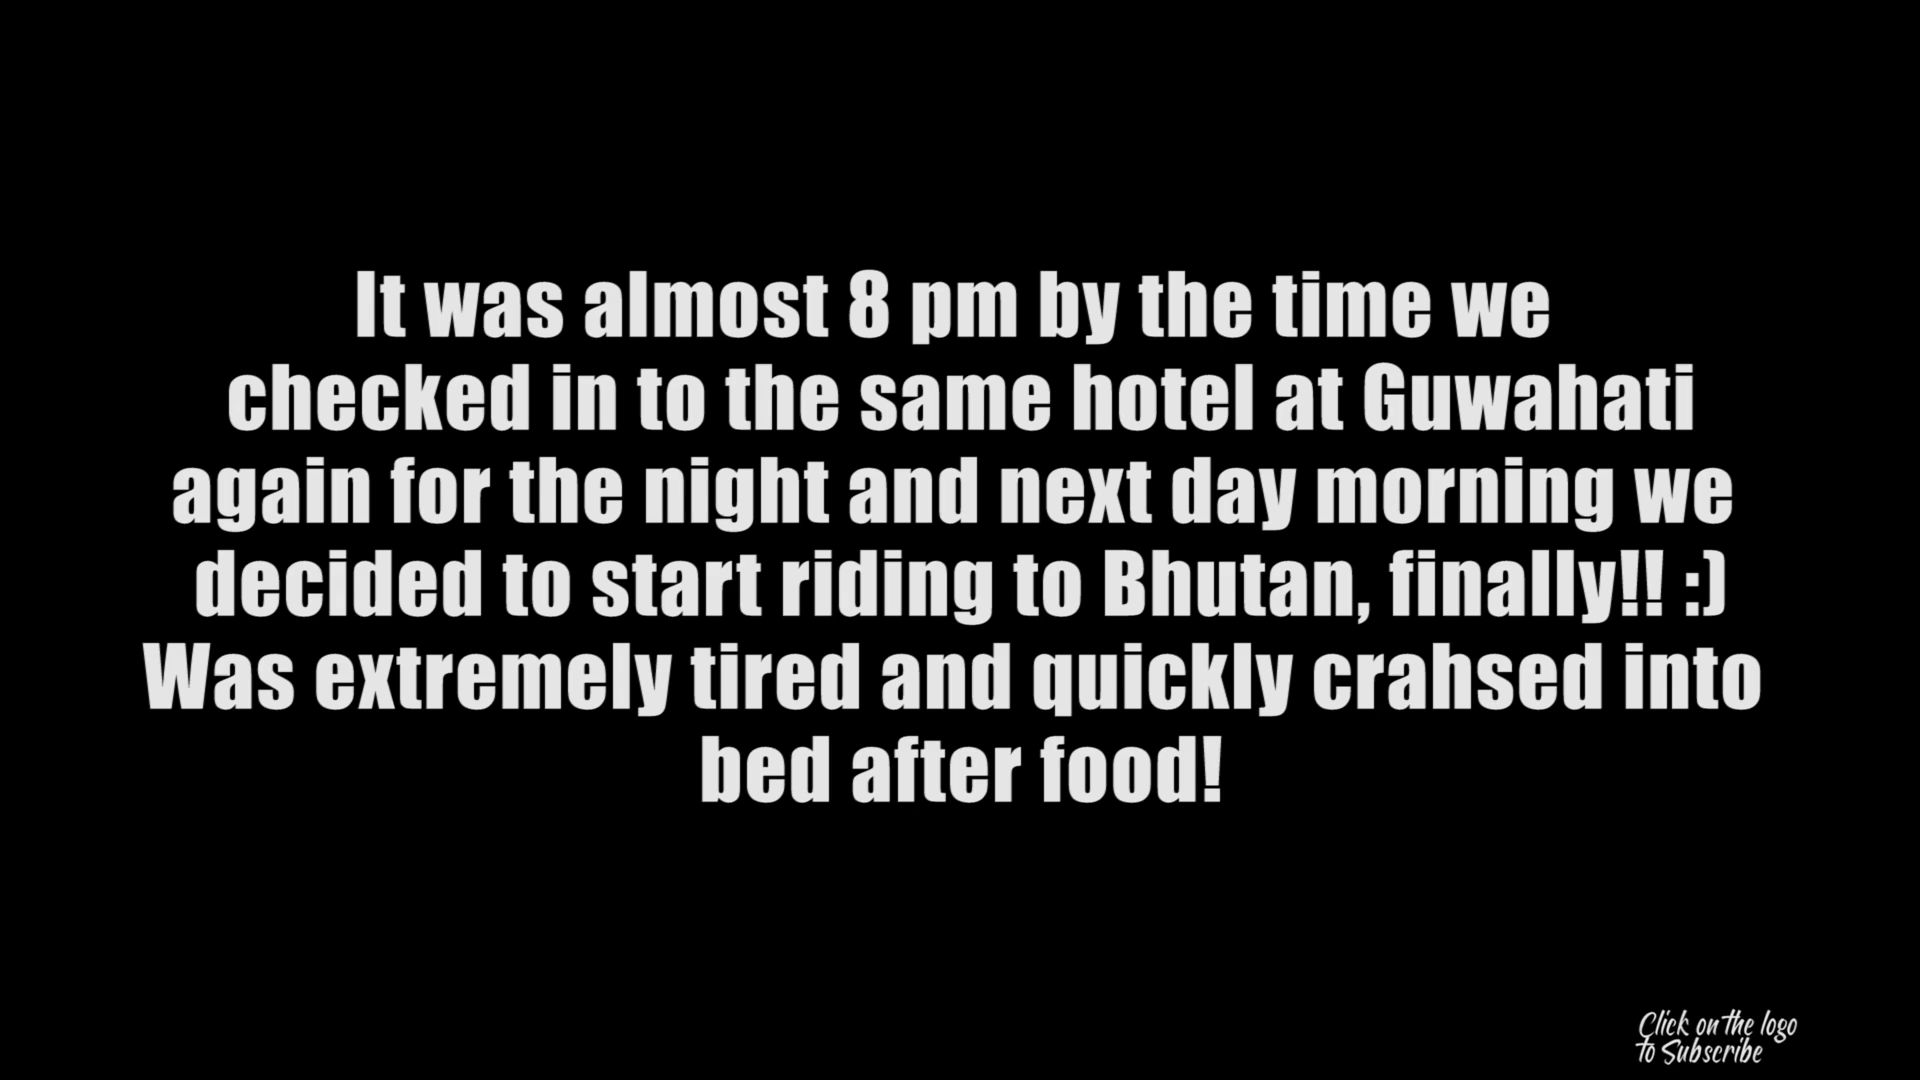 It was almost 8 pm by the time we
checked in to the same hotel at Guwahati
again for the night and next day morning we
decided to start riding to Bhutan, finally!! :)
Was extremely tired and quickly crahsed into
bed after food!
Click on the logo
to Subscribe